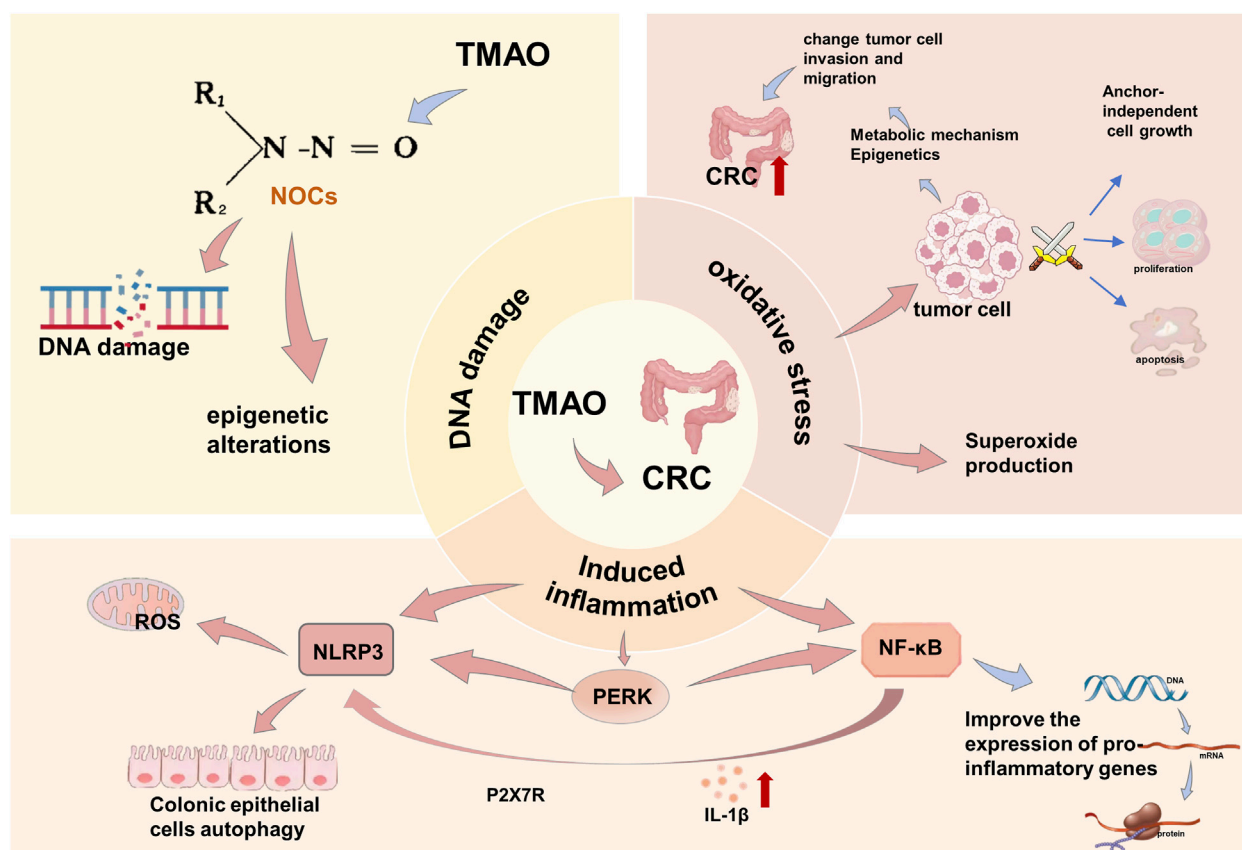 TMAO
R1
N - N = O
R2
NOCs
DNA damage
epigenetic
alterations
change tumor cell
invasion and
migration
CRC
Metabolic mechanism
Epigenetics
Anchor-
independent
cell growth
proliferation
apoptosis
tumor cell
Superoxide
production
DNA damage
oxidative stress
Induced
inflammation
TMAO
CRC
ROS
NLRP3
PERK
NF-κB
Colonic epithelial
cells autophagy
P2X7R
IL-1β
Improve the
expression of pro-
inflammatory genes
DNA
mRNA
protein